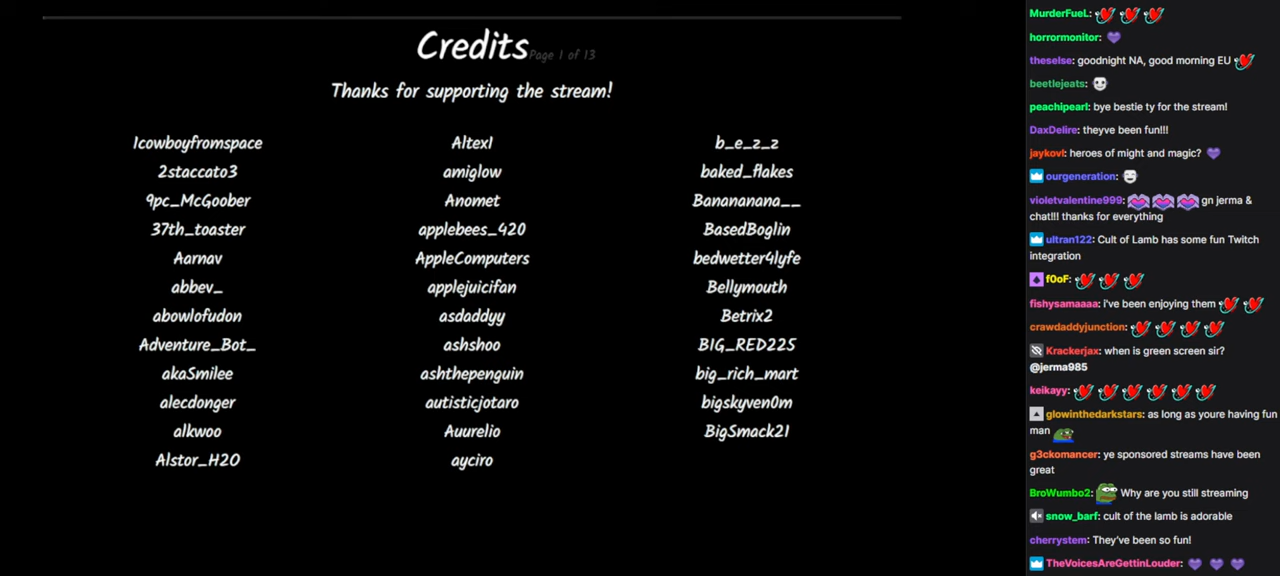 Credits Page 1 of 13
Thanks for supporting the stream!
1cowboyfromspace
2staccato3
9pc_McGoober
37th_toaster
Aarnav
abbev_
abowlofudon
Adventure_Bot_
akaSmilee
alecdonger
alkwoo
Alstor_H2O
Altex1
amiglow
Anomet
applebees_420
AppleComputers
applejuicifan
asdaddyy
ashshoo
ashthepenguin
autisticjotaro
Auurelio
ayciro
b_e_z_z
baked_flakes
Banananana__
BasedBoglin
bedwetter4lyfe
Bellymouth
Betrix2
BIG_RED225
big_rich_mart
bigskyven0m
BigSmack21
MurderFueL:
horrormonitor:
theseise: goodnight NA, good morning EU
beetlejeats:
peachipearl: bye bestie ty for the stream!
DaxDelire: theyve been fun!!!
jaykovl: heroes of might and magic?
ourgeneration:
violetvalentine999: gn jerma &
chat!!! thanks for everything
ultran122: Cult of Lamb has some fun Twitch
integration
f0oF:
fishysamaaaa: i've been enjoying them
crawdaddyjunction:
Krackerjax: when is green screen sir?
@jerma985
keikayy:
glowinthedarkstars: as long as youre having fun
man
g3ckomancer: ye sponsored streams have been
great
BroWumbo2: Why are you still streaming
snow_barf: cult of the lamb is adorable
cherrystem: They've been so fun!
TheVoicesAreGettinLouder: